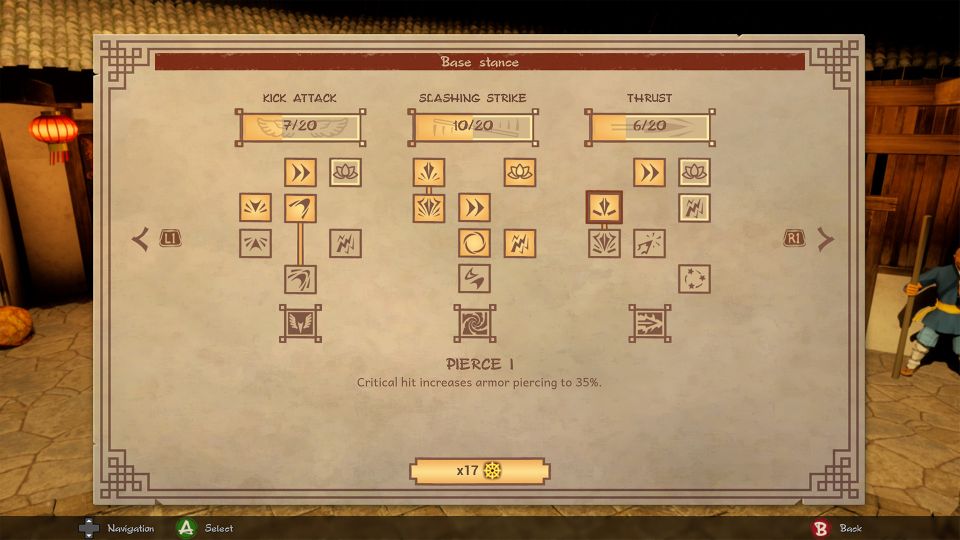 Base stance
KICK ATTACK
SLASHING STRIKE
THRUST
7/20
10/20
6/20
L1
R1
PIERCE 1
Critical hit increases armor piercing to 35%.
x17
Navigation
A
Select
B
Back